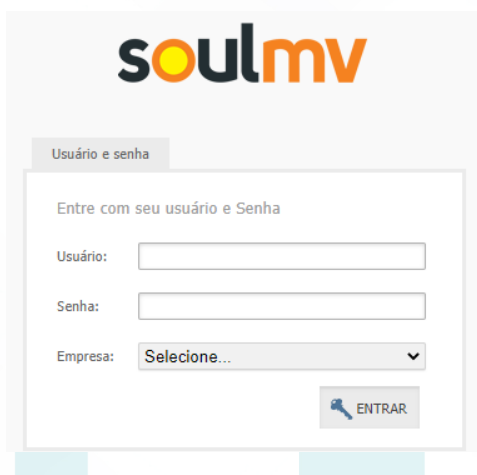 soulmv
Usuário e senha
Entre com seu usuário e Senha
Usuário:
Senha:
Empresa: Selecione...
ENTRAR